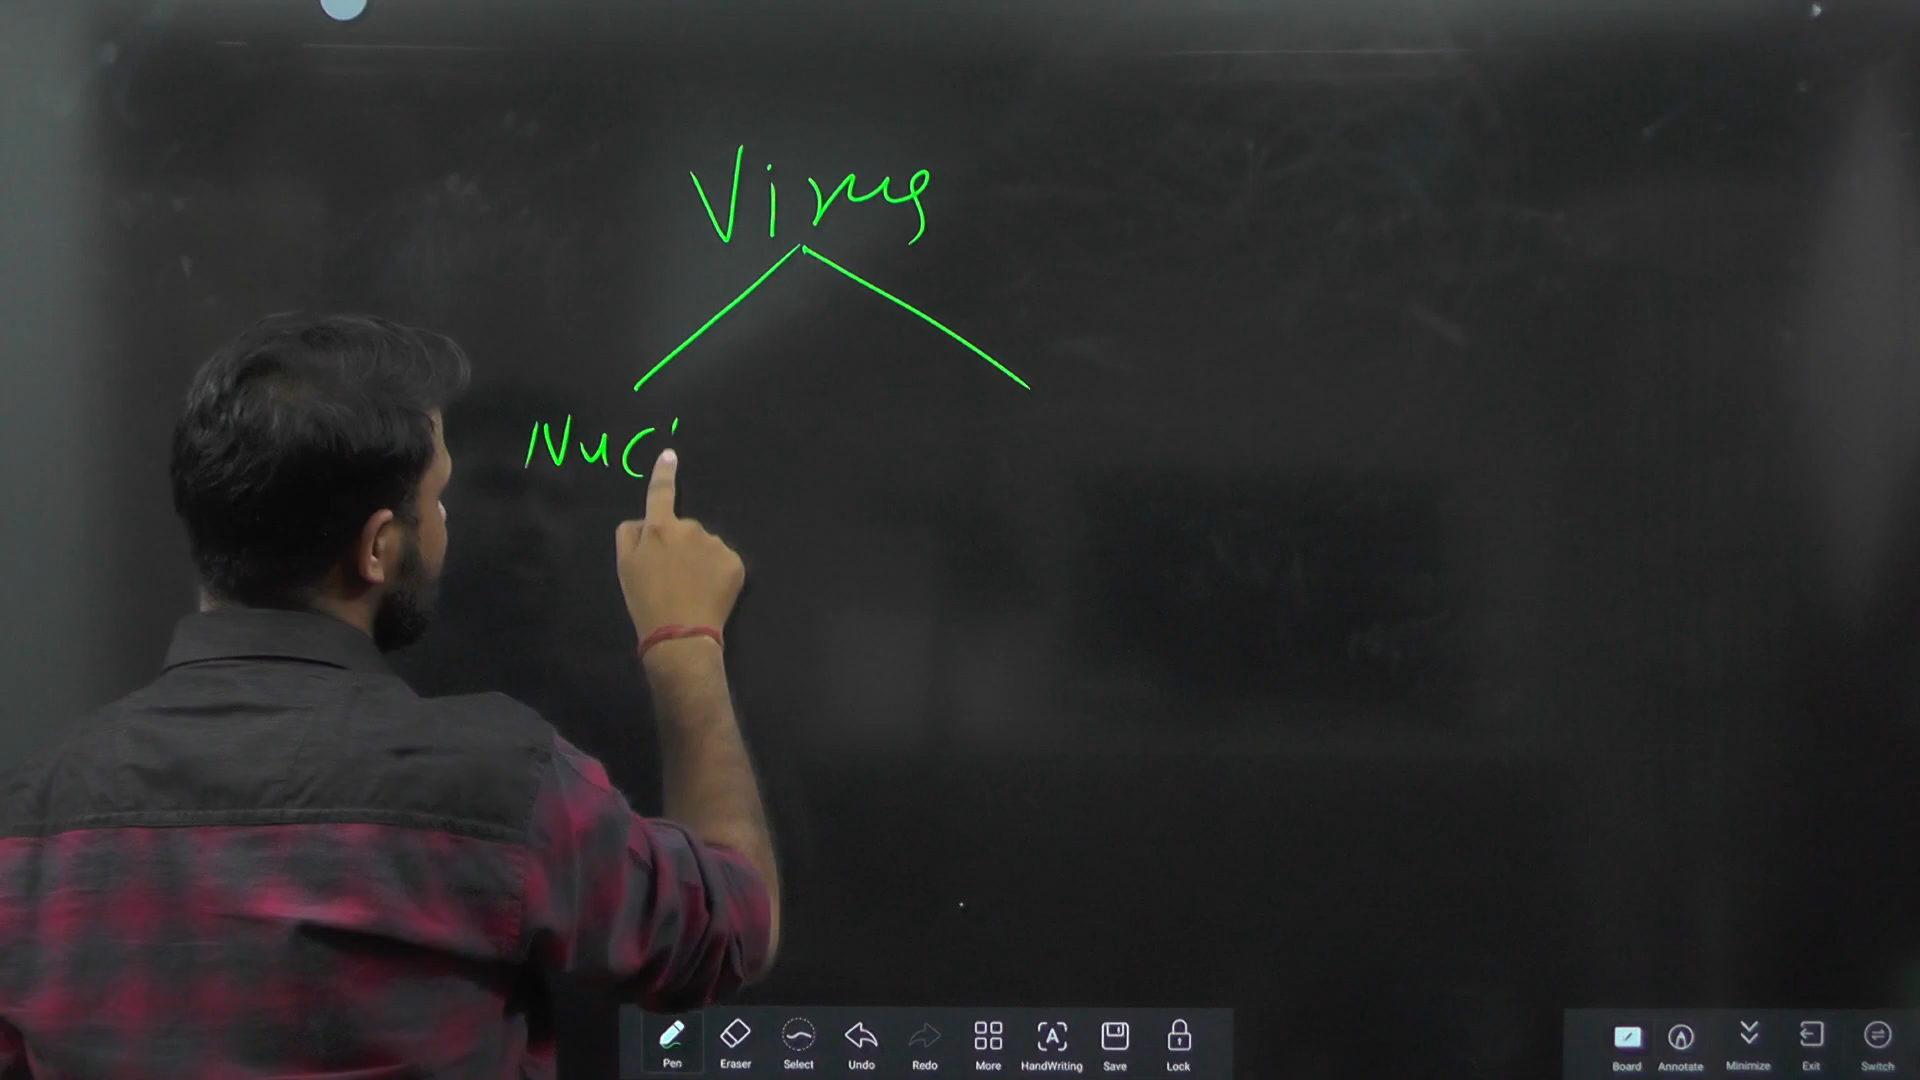 Virus
Nuc
Pen Eraser Select Undo Redo More HandWriting Save Lock
Board Annotate Minimize Exit Switch